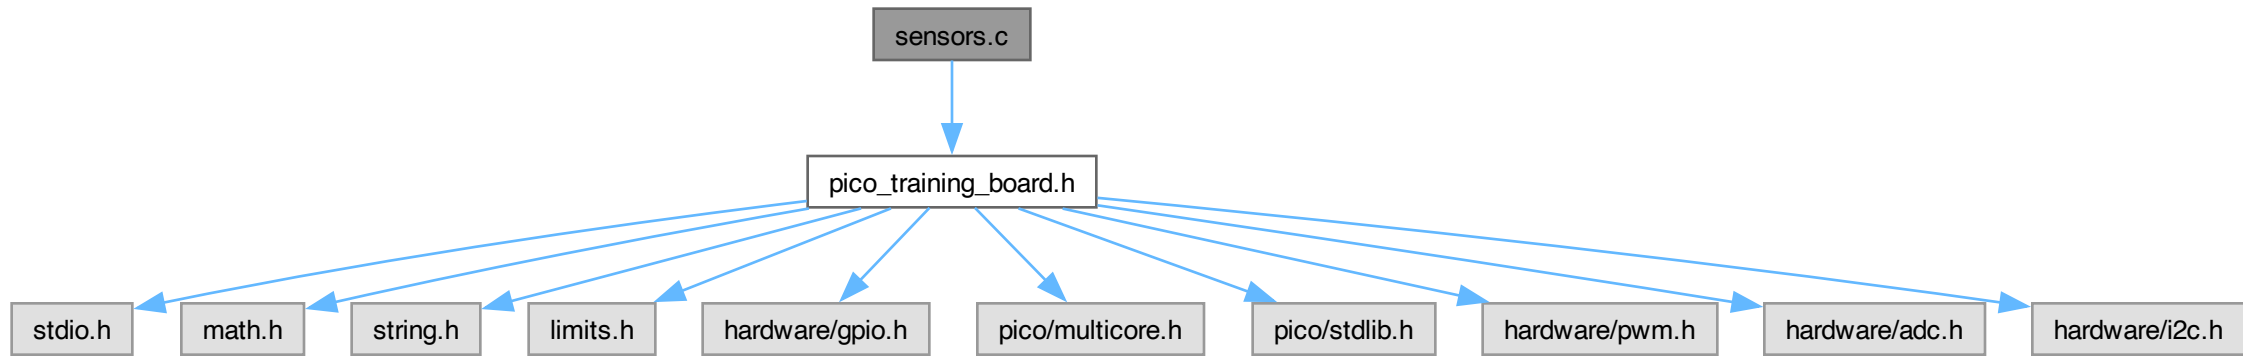 sensors.c
pico_training_board.h
stdio.h
math.h
string.h
limits.h
hardware/gpio.h
pico/multicore.h
pico/stdlib.h
hardware/pwm.h
hardware/adc.h
hardware/i2c.h